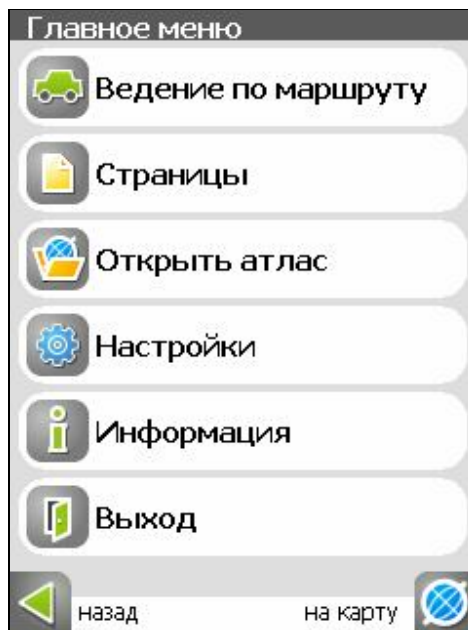 Главное меню
Ведение по маршруту
Страницы
Открыть атлас
Настройки
Информация
Выход
назад на карту